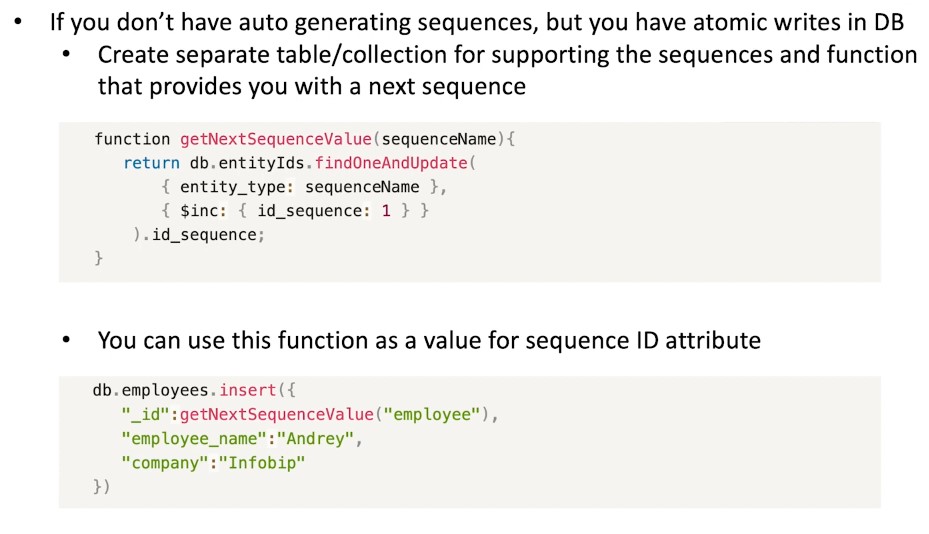 • If you don’t have auto generating sequences, but you have atomic writes in DB
• Create separate table/collection for supporting the sequences and function
that provides you with a next sequence
function getNextSequenceValue(sequenceName){
return db.entityIds.findOneAndUpdate(
{ entity_type: sequenceName },
{ $inc: { id_sequence: 1 } }
).id_sequence;
}
• You can use this function as a value for sequence ID attribute
db.employees.insert({
"_id":getNextSequenceValue("employee"),
"employee_name":"Andrey",
"company":"Infobip"
})